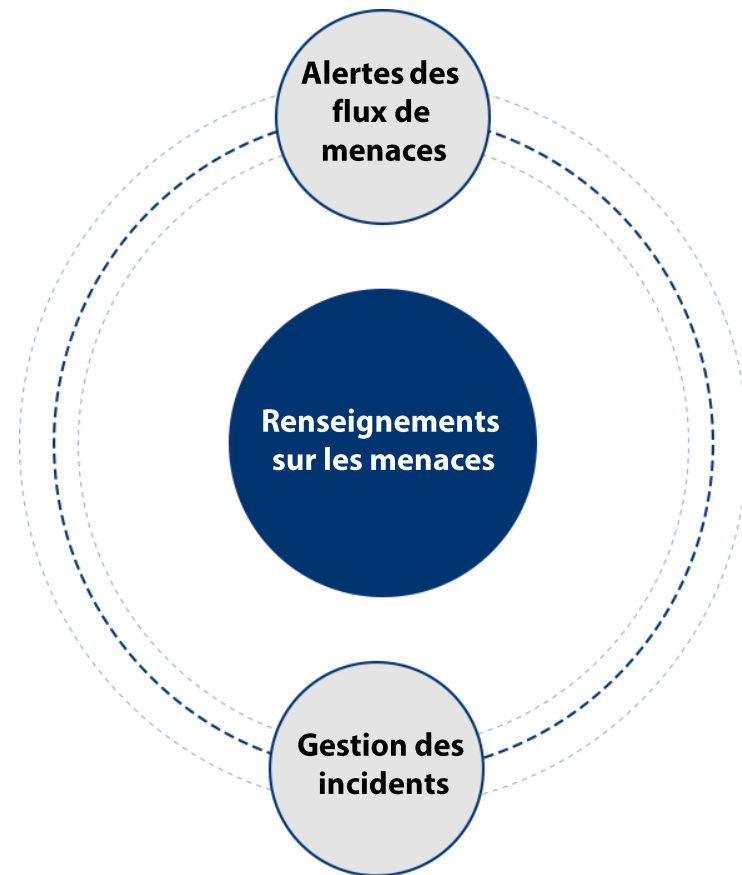 Alertes des
flux de
menaces
Renseignements
sur les menaces
Gestion des
incidents